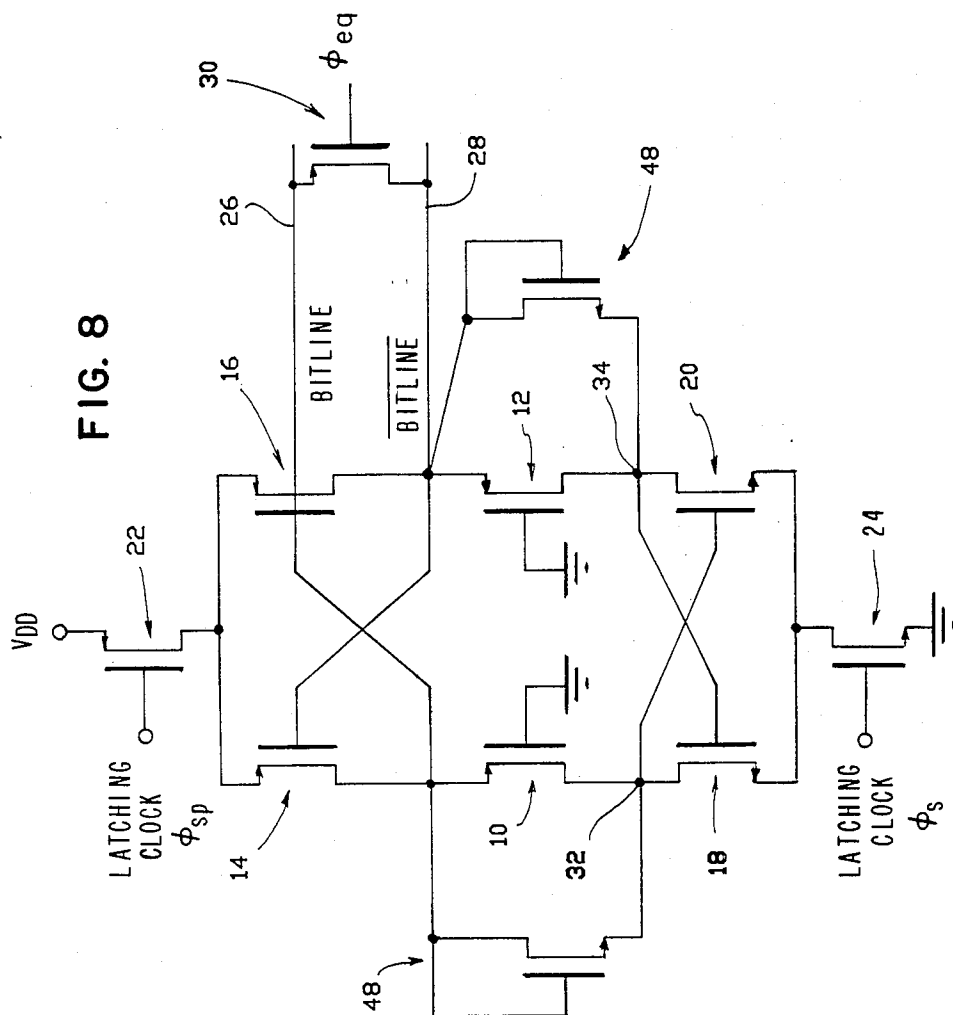 FIG. 8
VDD
22
LATCHING
CLOCK
ϕsp
14
16
26
30
ϕeq
BITLINE
BITLINE
28
48
10
12
32
34
48
18
20
LATCHING
CLOCK
ϕs
24